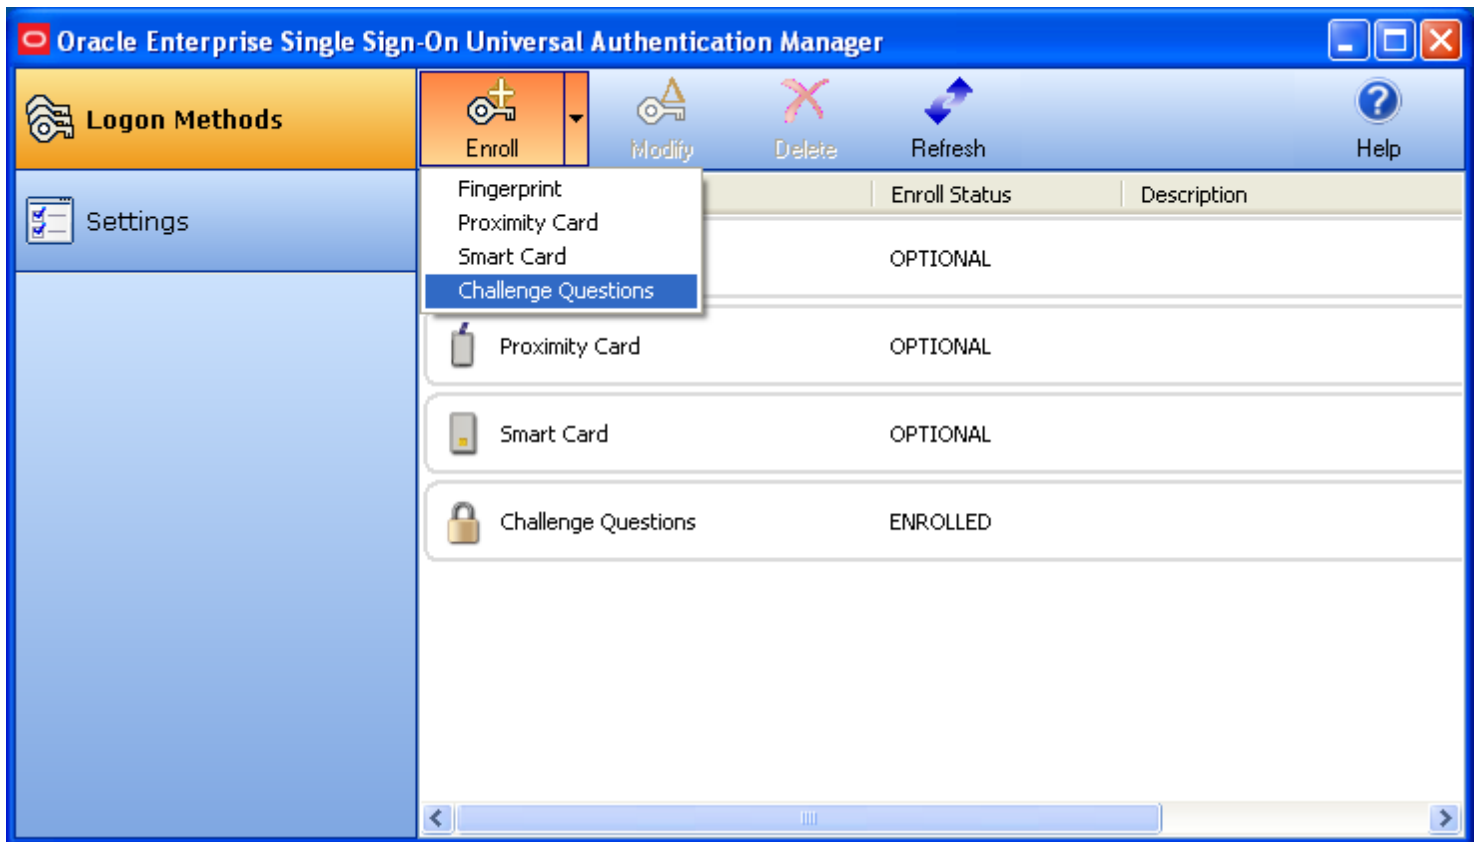 Oracle Enterprise Single Sign-On Universal Authentication Manager
Logon Methods
Settings
Enroll
Modify
Delete
Refresh
Help
Fingerprint
Proximity Card
Smart Card
Challenge Questions
Enroll Status
Description
OPTIONAL
Proximity Card
OPTIONAL
Smart Card
OPTIONAL
Challenge Questions
ENROLLED